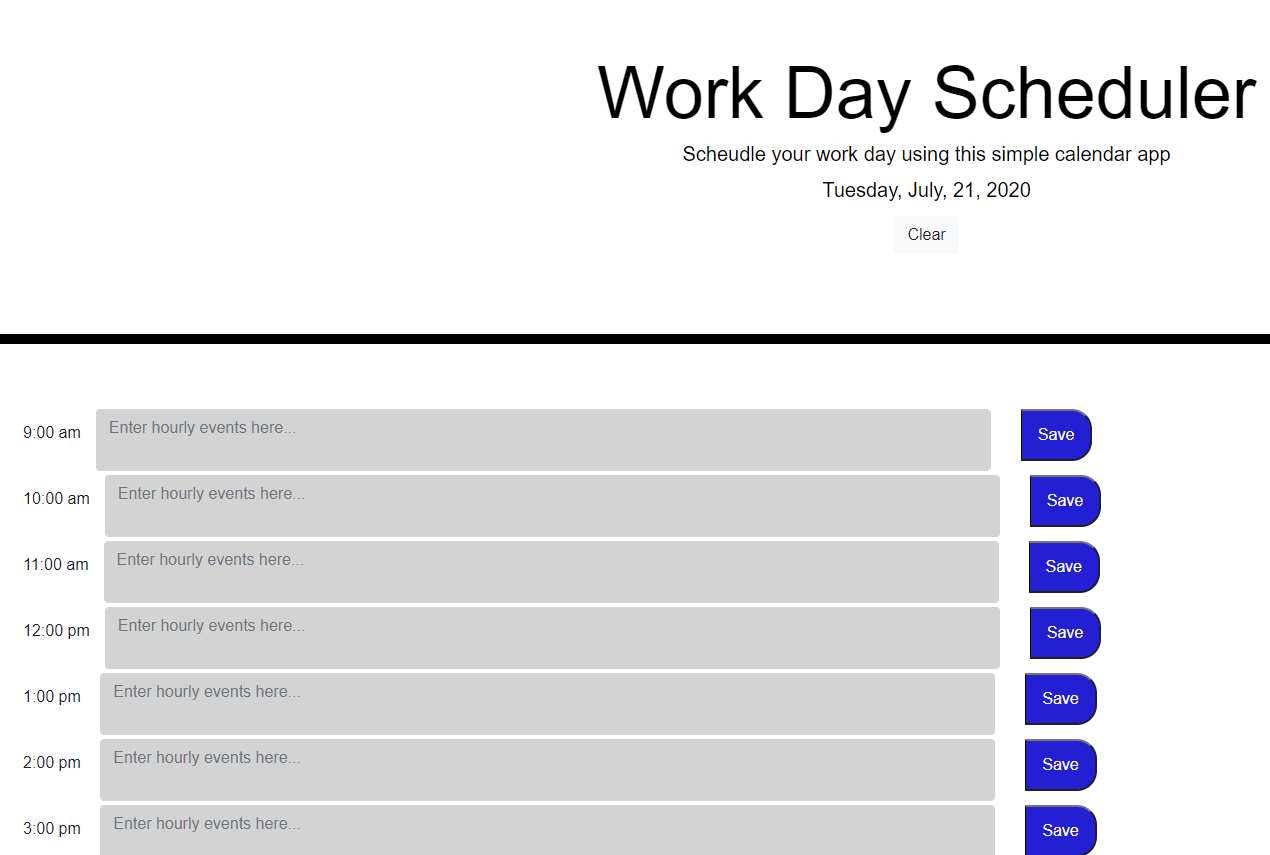 Work Day Scheduler
Scheudle your work day using this simple calendar app
Tuesday, July, 21, 2020
Clear
9:00 am Enter hourly events here... Save
10:00 am Enter hourly events here... Save
11:00 am Enter hourly events here... Save
12:00 pm Enter hourly events here... Save
1:00 pm Enter hourly events here... Save
2:00 pm Enter hourly events here... Save
3:00 pm Enter hourly events here... Save